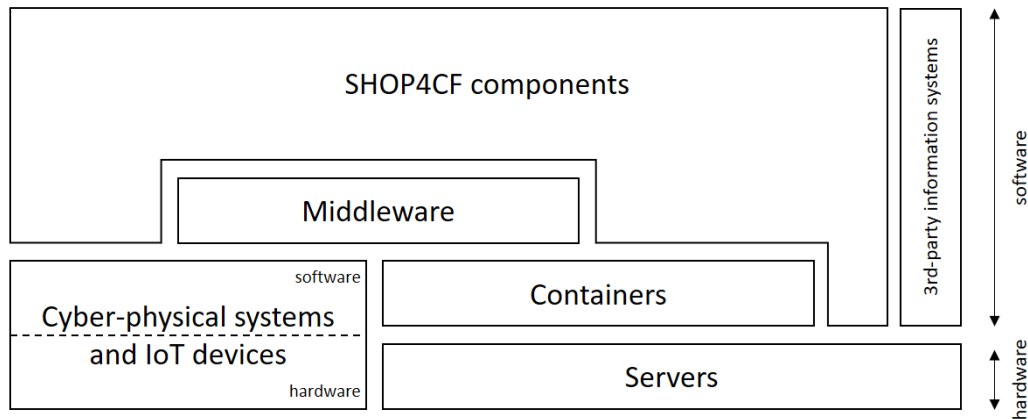 SHOP4CF components
3rd-party information systems
software
Middleware
software
Cyber-physical systems
and IoT devices
hardware
Containers
Servers
hardware